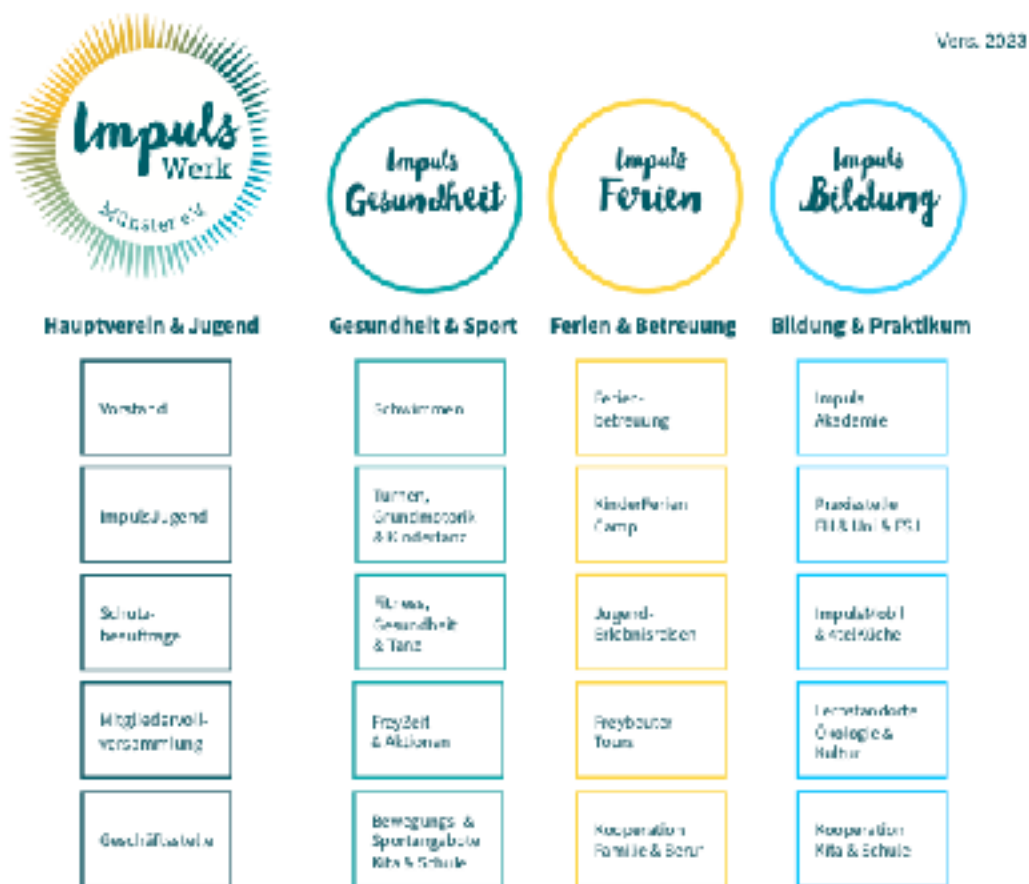 Vers. 2023
Impuls
Werk
Münster e.V.
Impuls
Gesundheit
Impuls
Ferien
Impuls
Bildung
Hauptverein & Jugend
Gesundheit & Sport
Ferien & Betreuung
Bildung & Praktikum
Vorstand
Schwimmen
Ferien-
betreuung
Impuls
Akademie
ImpulsJugend
Turnen,
Grundmotorik
& Kindertanz
KinderFerien
Camp
Praxisstelle
FH & Uni & FSJ
Schutz-
beauftrage
Fitness,
Gesundheit
& Tanz
Jugend-
Erlebnisreisen
ImpulsMobil
& 4telKüche
Mitgliedervoll-
versammlung
FreyZeit
& Aktionen
Freybeuter
Tours
Lernstandorte
Ökologie &
Kultur
Geschäftsstelle
Bewegungs- &
Sportangebote
Kita & Schule
Kooperation
Familie & Beruf
Kooperation
Kita & Schule